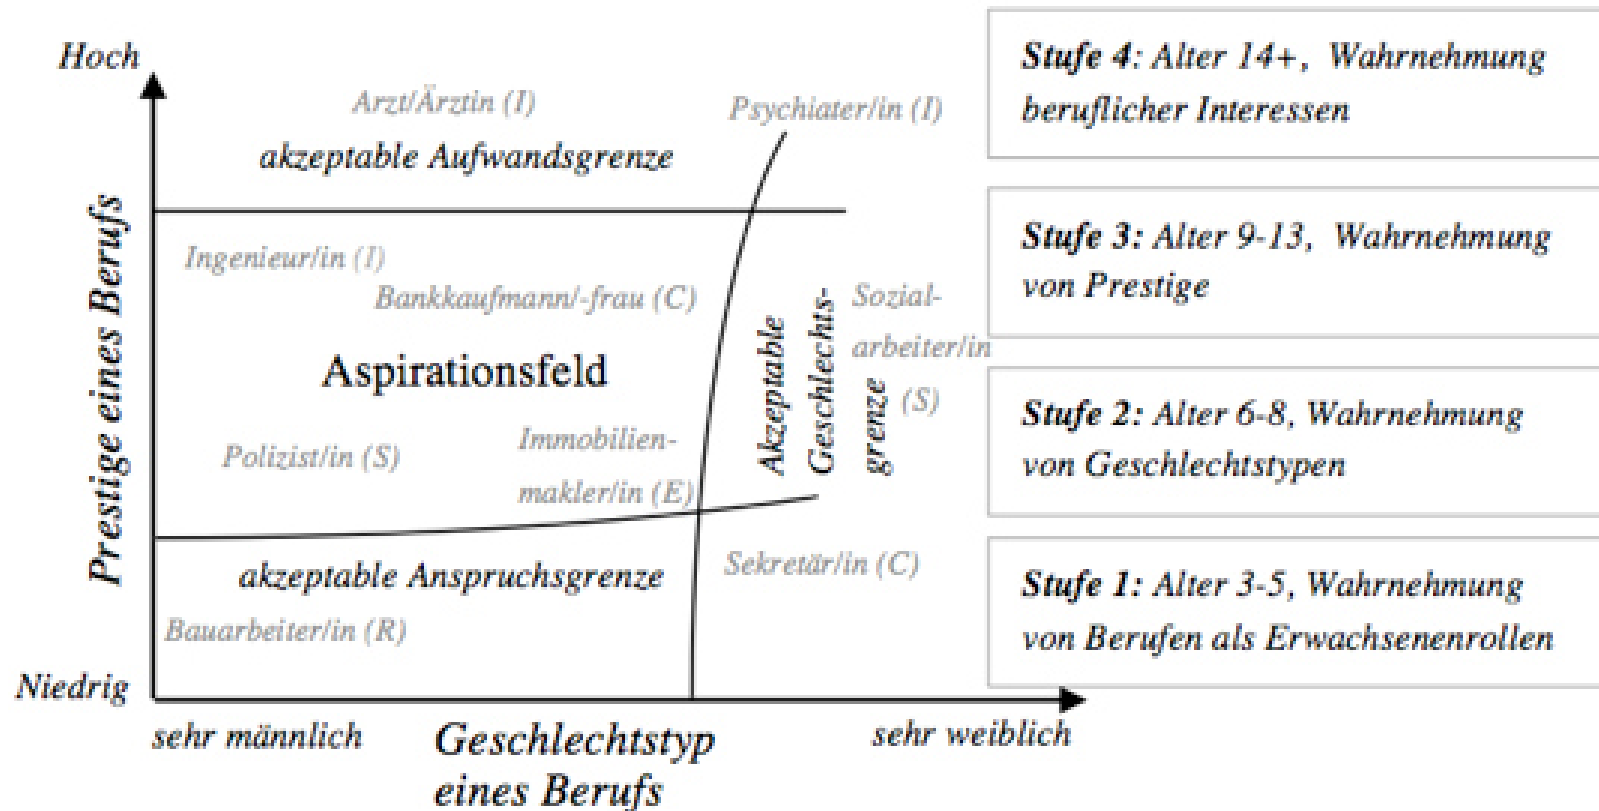 Hoch
Arzt/Ärztin (I)
Psychiater/in (I)
akzeptable Aufwandsgrenze
Prestige eines Berufs
Ingenieur/in (I)
Bankkaufmann/-frau (C)
Aspirationsfeld
Akzeptable
Geschlechts-
grenze
Sozial-
arbeiter/in
(S)
Polizist/in (S)
Immobilien-
makler/in (E)
akzeptable Anspruchsgrenze
Sekretär/in (C)
Bauarbeiter/in (R)
Niedrig
sehr männlich
Geschlechtstyp
eines Berufs
sehr weiblich
Stufe 4: Alter 14+, Wahrnehmung
beruflicher Interessen
Stufe 3: Alter 9-13, Wahrnehmung
von Prestige
Stufe 2: Alter 6-8, Wahrnehmung
von Geschlechtstypen
Stufe 1: Alter 3-5, Wahrnehmung
von Berufen als Erwachsenenrollen